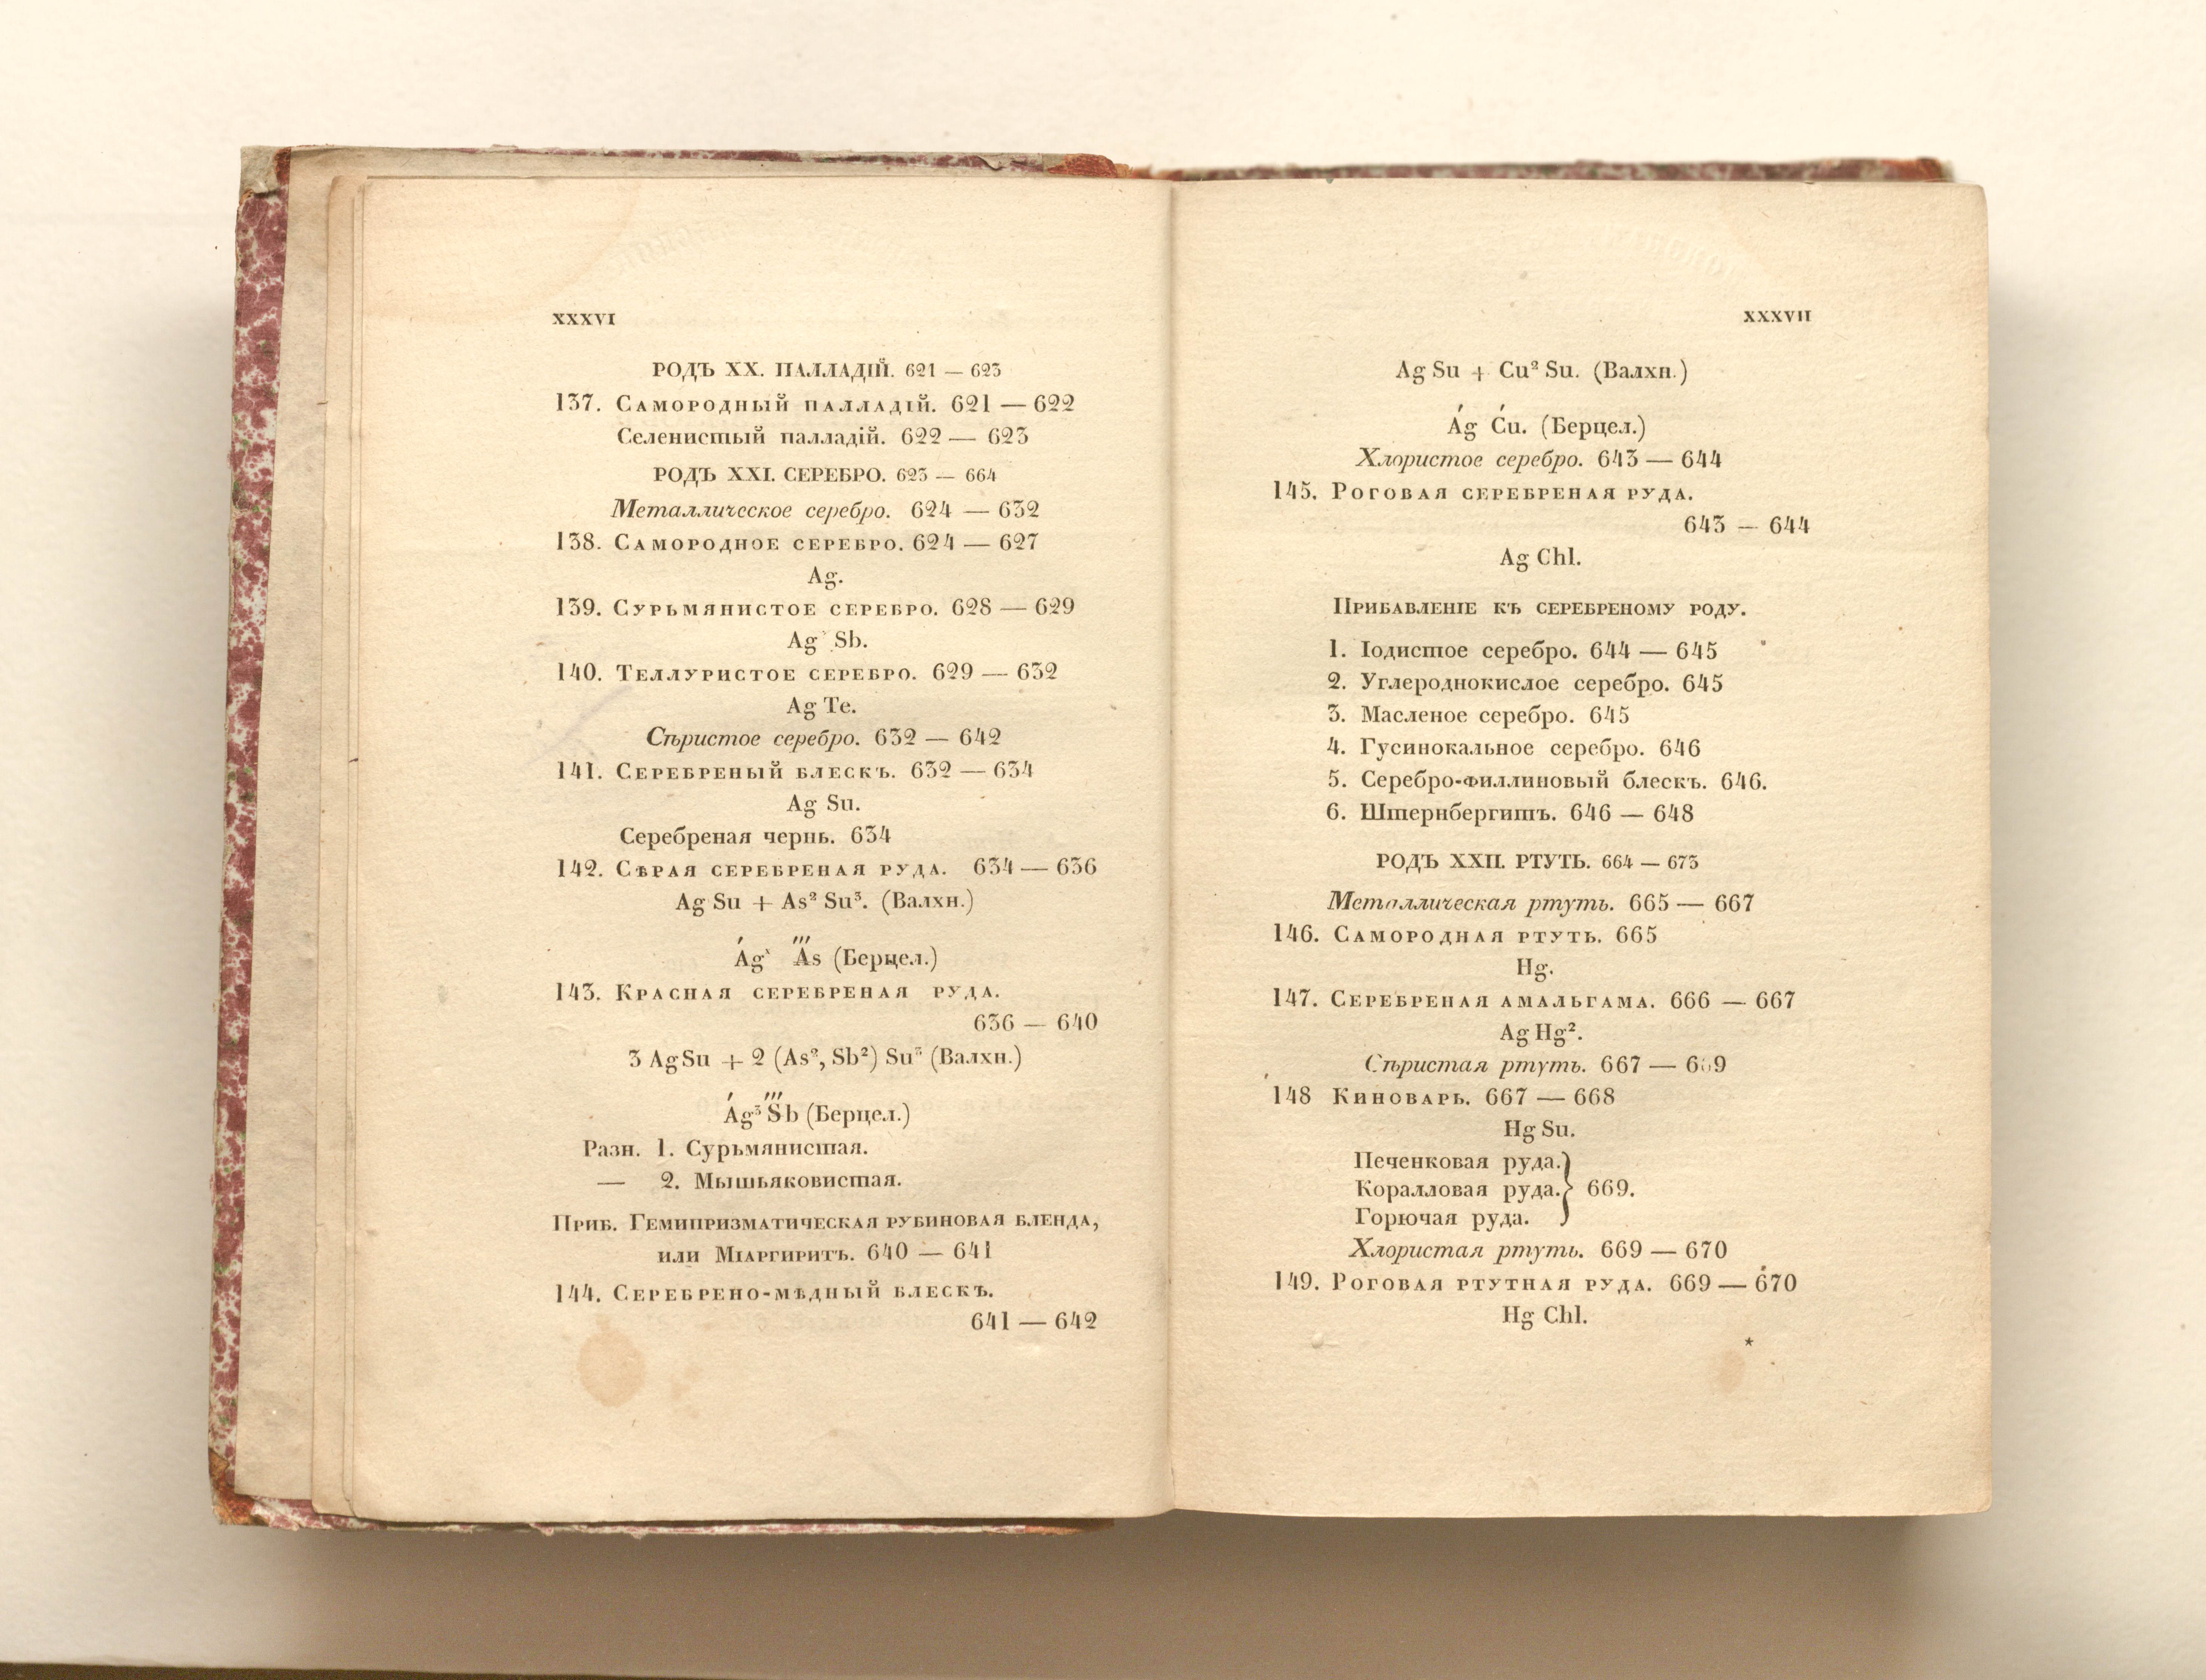 XXXVI
РОДЪ XX. ПАЛЛАДІЙ. 621 — 623
137. Самородный палладій. 621 — 622
Селенистый палладій. 622 — 623
РОДЪ XXI. СЕРЕБРО. 623 — 664
Металлическое серебро. 624 — 632
138. Самородное серебро. 624 — 627
Ag.
139. Сурьмянистое серебро. 628 — 629
Ag Sb.
140. Теллуристое серебро. 629 — 632
Ag Te.
Сѣристое серебро. 632 — 642
141. Серебреный блескъ. 632 — 634
Ag Su.
Серебреная чернь. 634
142. Сѣрая серебреная руда. 634 — 636
Ag Su + As² Su³. (Валхн.)
Ág A‴s (Берцел.)
143. Красная серебреная руда.
636 — 640
3 Ag Su + 2 (As², Sb²) Su³ (Валхн.)
Ág³ S‴b (Берцел.)
Разн. 1. Сурьмянистая.
— 2. Мышьяковистая.
Приб. Гемипризматическая рубиновая бленда,
или Міаргиритъ. 640 — 641
144. Серебрено-мѣдный блескъ.
641 — 642
XXXVII
Ag Su + Cu² Su. (Валхн.)
Ág Ću. (Берцел.)
Хлористое серебро. 643 — 644
145. Роговая серебреная руда.
643 — 644
Ag Chl.
Прибавленіе къ серебреному роду.
1. Іодистое серебро. 644 — 645
2. Углероднокислое серебро. 645
3. Масленое серебро. 645
4. Гусинокальное серебро. 646
5. Серебро-филлиновый блескъ. 646.
6. Штернбергитъ. 646 — 648
РОДЪ XXII. РТУТЬ. 664 — 673
Металлическая ртуть. 665 — 667
146. Самородная ртуть. 665
Hg.
147. Серебреная амальгама. 666 — 667
Ag Hg².
Сѣристая ртуть. 667 — 669
148 Киноварь. 667 — 668
Hg Su.
Печенковая руда.
Коралловая руда.} 669.
Горючая руда.
Хлористая ртуть. 669 — 670
149. Роговая ртутная руда. 669 — 670
Hg Chl.
*